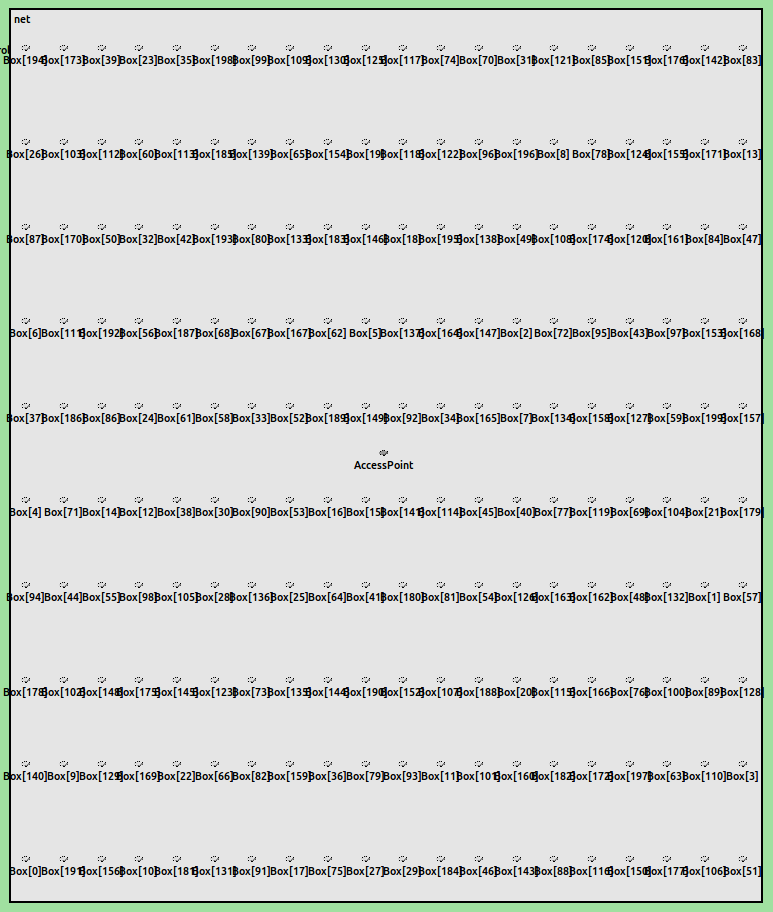 net
rol
Box[194] Box[173] Box[39] Box[23] Box[35] Box[198] Box[99] Box[109] Box[130] Box[125] Box[117] Box[74] Box[70] Box[31] Box[121] Box[85] Box[151] Box[176] Box[142] Box[83]
Box[26] Box[103] Box[112] Box[60] Box[113] Box[185] Box[139] Box[65] Box[154] Box[19] Box[118] Box[122] Box[96] Box[196] Box[8] Box[78] Box[124] Box[155] Box[171] Box[13]
Box[87] Box[170] Box[50] Box[32] Box[42] Box[193] Box[80] Box[133] Box[183] Box[146] Box[18] Box[195] Box[138] Box[49] Box[108] Box[174] Box[120] Box[161] Box[84] Box[47]
Box[6] Box[111] Box[192] Box[56] Box[187] Box[68] Box[67] Box[167] Box[62] Box[5] Box[137] Box[164] Box[147] Box[2] Box[72] Box[95] Box[43] Box[97] Box[153] Box[168]
Box[37] Box[186] Box[86] Box[24] Box[61] Box[58] Box[33] Box[52] Box[189] Box[149] Box[92] Box[34] Box[165] Box[7] Box[134] Box[158] Box[127] Box[59] Box[199] Box[157]
AccessPoint
Box[4] Box[71] Box[14] Box[12] Box[38] Box[30] Box[90] Box[53] Box[16] Box[15] Box[141] Box[114] Box[45] Box[40] Box[77] Box[119] Box[69] Box[104] Box[21] Box[179]
Box[94] Box[44] Box[55] Box[98] Box[105] Box[28] Box[136] Box[25] Box[64] Box[41] Box[180] Box[81] Box[54] Box[126] Box[163] Box[162] Box[48] Box[132] Box[1] Box[57]
Box[178] Box[102] Box[148] Box[175] Box[145] Box[123] Box[73] Box[135] Box[144] Box[190] Box[152] Box[107] Box[188] Box[20] Box[115] Box[166] Box[76] Box[100] Box[89] Box[128]
Box[140] Box[9] Box[129] Box[169] Box[22] Box[66] Box[82] Box[159] Box[36] Box[79] Box[93] Box[11] Box[101] Box[160] Box[182] Box[172] Box[197] Box[63] Box[110] Box[3]
Box[0] Box[191] Box[156] Box[10] Box[181] Box[131] Box[91] Box[17] Box[75] Box[27] Box[29] Box[184] Box[46] Box[143] Box[88] Box[116] Box[150] Box[177] Box[106] Box[51]